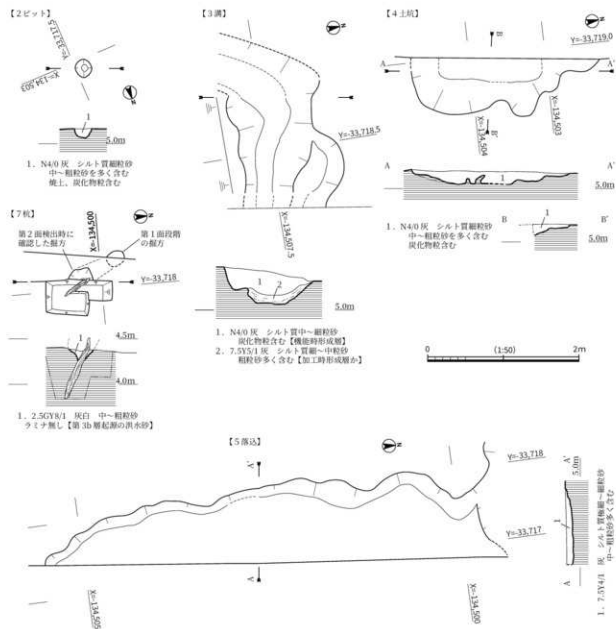 【2ピット】
Y=-33,717.5
X=-134,503
N
1
5.0m
1．N4/0 灰　シルト質細粒砂
中～粗粒砂を多く含む
焼土、炭化物粒含む
【3溝】
N
Y=-33,718.5
X=-134,507.5
1
2
5.0m
1．N4/0 灰　シルト質中～細粒砂
炭化物粒含む【機能時形成層】
2．7.5Y5/1 灰　シルト質細～中粒砂
粗粒砂多く含む【加工時形成層か】
【4土坑】
N
B
Y=-33,719.0
A
A'
X=-134,503
X=-134,504
B'
A
A'
1
5.0m
1．N4/0 灰　シルト質細粒砂
中～粗粒砂を多く含む
炭化物粒含む
B
B'
1
5.0m
【7杭】
N
X=-134,500
第2面検出時に
確認した掘方
第1面段階
の掘方
Y=-33,718
1
4.5m
4.0m
1．2.5GY8/1 灰白　中～粗粒砂
ラミナ無し【第3b層起源の洪水砂】
0
(1:50)
2m
【5落込】
N
A'
Y=-33,718
Y=-33,717
A
X=-134,505
X=-134,500
A'
5.0m
1
A
1．7.5Y4/1　灰　シルト質極細～細粒砂
中～粗粒砂多く含む